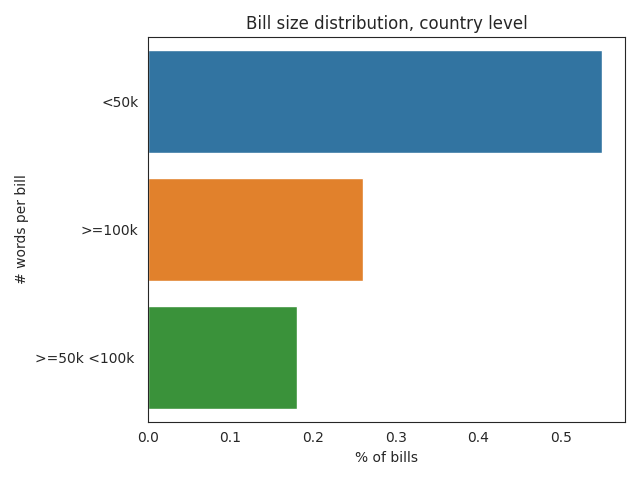 Bill size distribution, country level
# words per bill
<50k
>=100k
>=50k <100k
0.0 0.1 0.2 0.3 0.4 0.5
% of bills